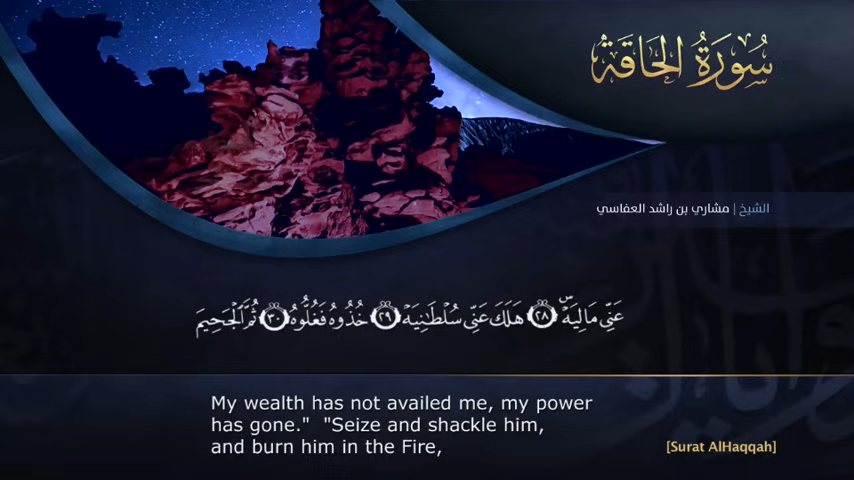 سُورَةُ الحَاقَّة
الشيخ | مشاري بن راشد العفاسي
عَنِّي مَالِيَهْۜ ٢٨ هَلَكَ عَنِّي سُلْطَٰنِيَهْ ٢٩ خُذُوهُ فَغُلُّوهُ ٣٠ ثُمَّ ٱلْجَحِيمَ
My wealth has not availed me, my power
has gone." "Seize and shackle him,
and burn him in the Fire,
[Surat AlHaqqah]